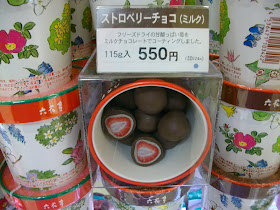 ストロベリーチョコ(ミルク)
フリーズドライの甘酸っぱい苺を
ミルクチョコレートでコーティングしました。
115g入 550円
六花亭
六花亭